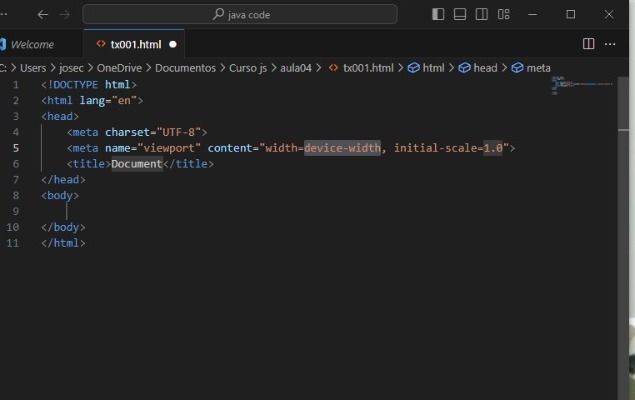 java code
Welcome
tx001.html
C: > Users > josec > OneDrive > Documentos > Curso js > aula04 > tx001.html > html > head > meta
1 <!DOCTYPE html>
2 <html lang="en">
3 <head>
4 <meta charset="UTF-8">
5 <meta name="viewport" content="width=device-width, initial-scale=1.0">
6 <title>Document</title>
7 </head>
8 <body>
9
10 </body>
11 </html>